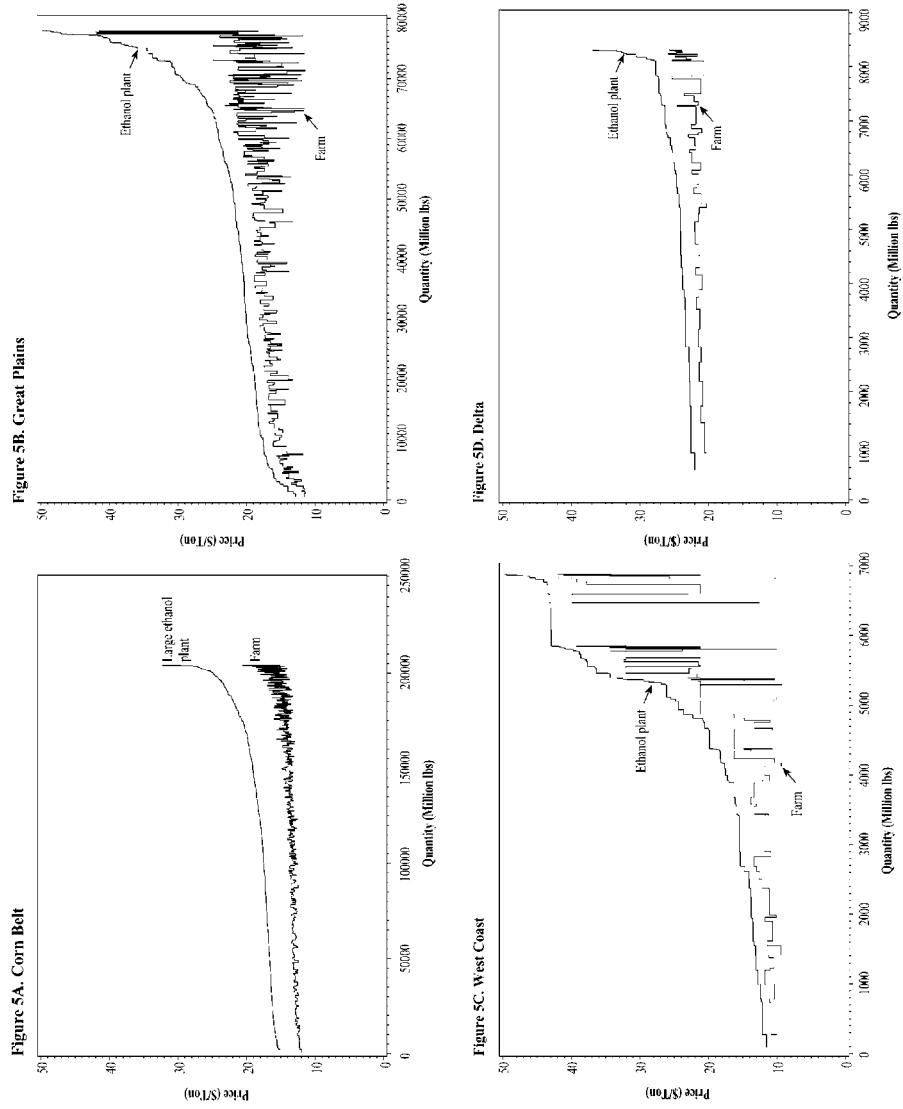 Figure 5A. Corn Belt
Price ($/Ton)
50
40
30
20
10
0
Large ethanol
plant
Farm
0
50000
100000
150000
200000
250000
Quantity (Million lbs)
Figure 5B. Great Plains
Price ($/Ton)
50
40
30
20
10
0
Ethanol plant
Farm
0
10000
20000
30000
40000
50000
60000
70000
80000
Quantity (Million lbs)
Figure 5C. West Coast
Price ($/Ton)
50
40
30
20
10
0
Ethanol plant
Farm
0
1000
2000
3000
4000
5000
6000
7000
Quantity (Million lbs)
Figure 5D. Delta
Price ($/Ton)
50
40
30
20
10
0
Ethanol plant
Farm
0
1000
2000
3000
4000
5000
6000
7000
8000
9000
Quantity (Million lbs)